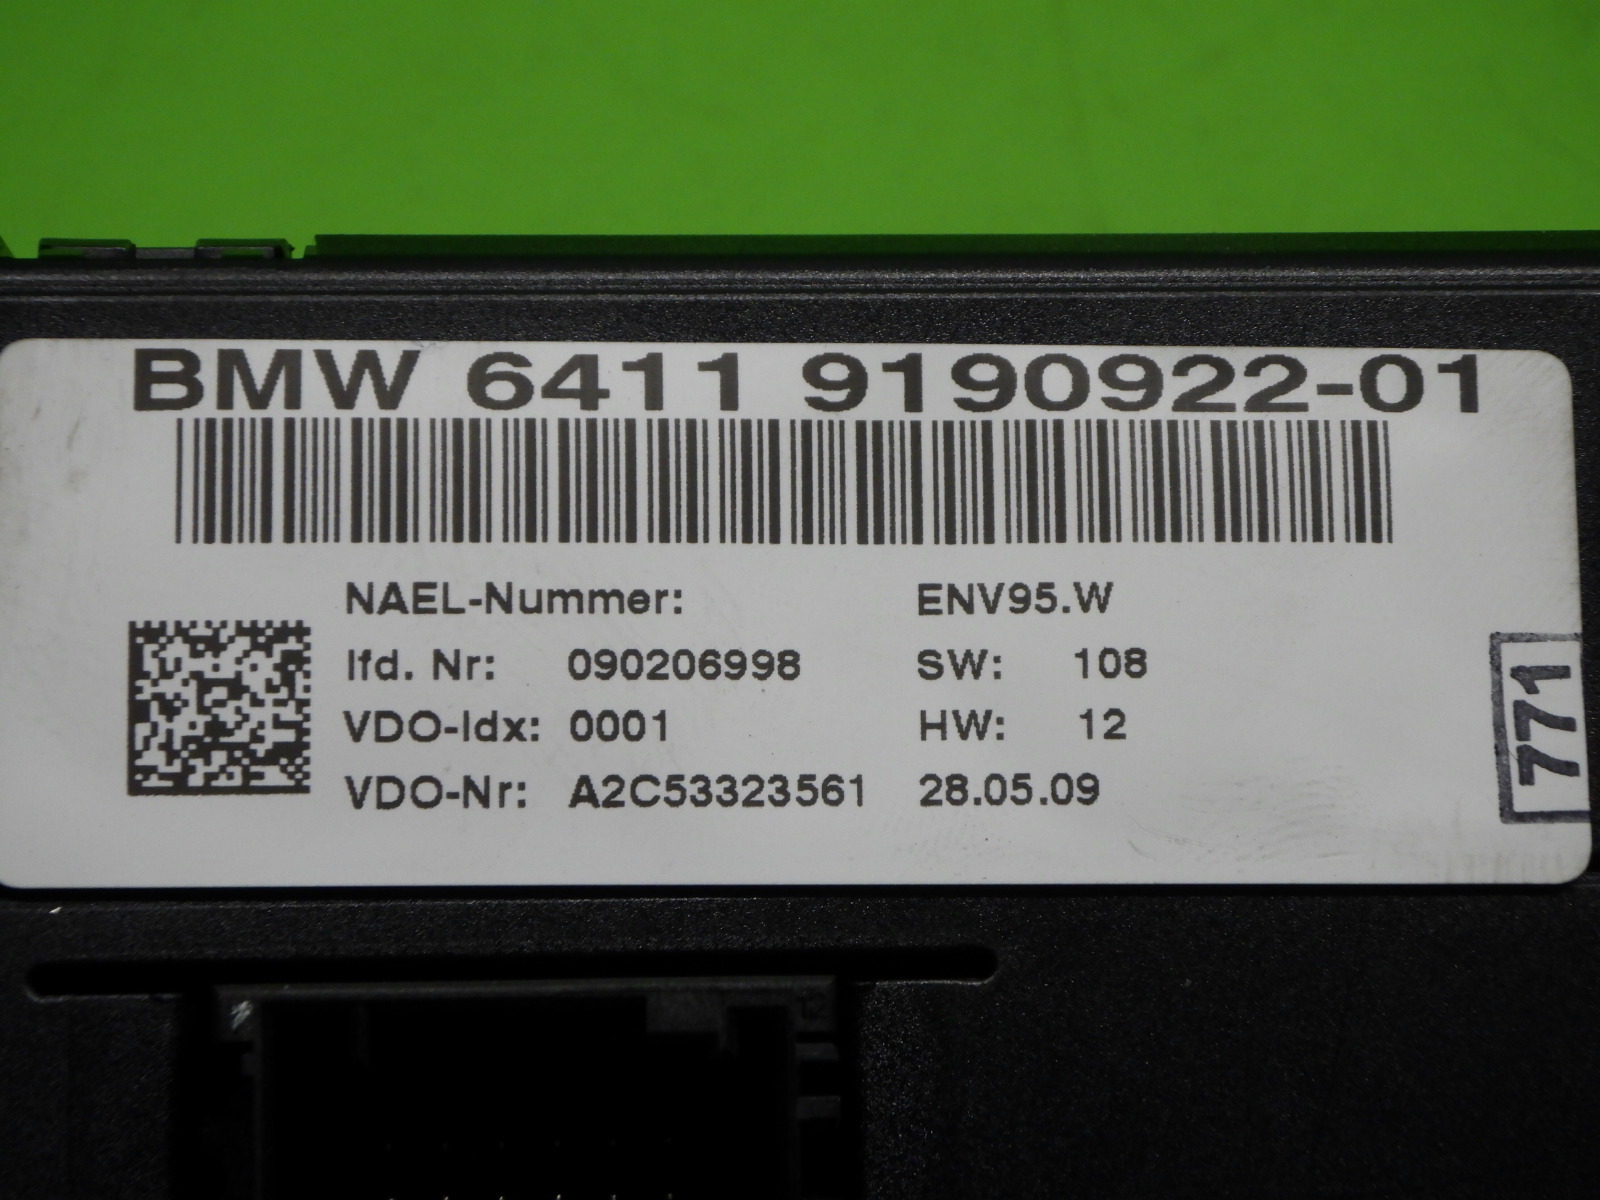 BMW 6411 9190922-01
NAEL-Nummer: ENV95.W
lfd. Nr: 090206998 SW: 108
VDO-Idx: 0001 HW: 12
VDO-Nr: A2C53323561 28.05.09
771
12